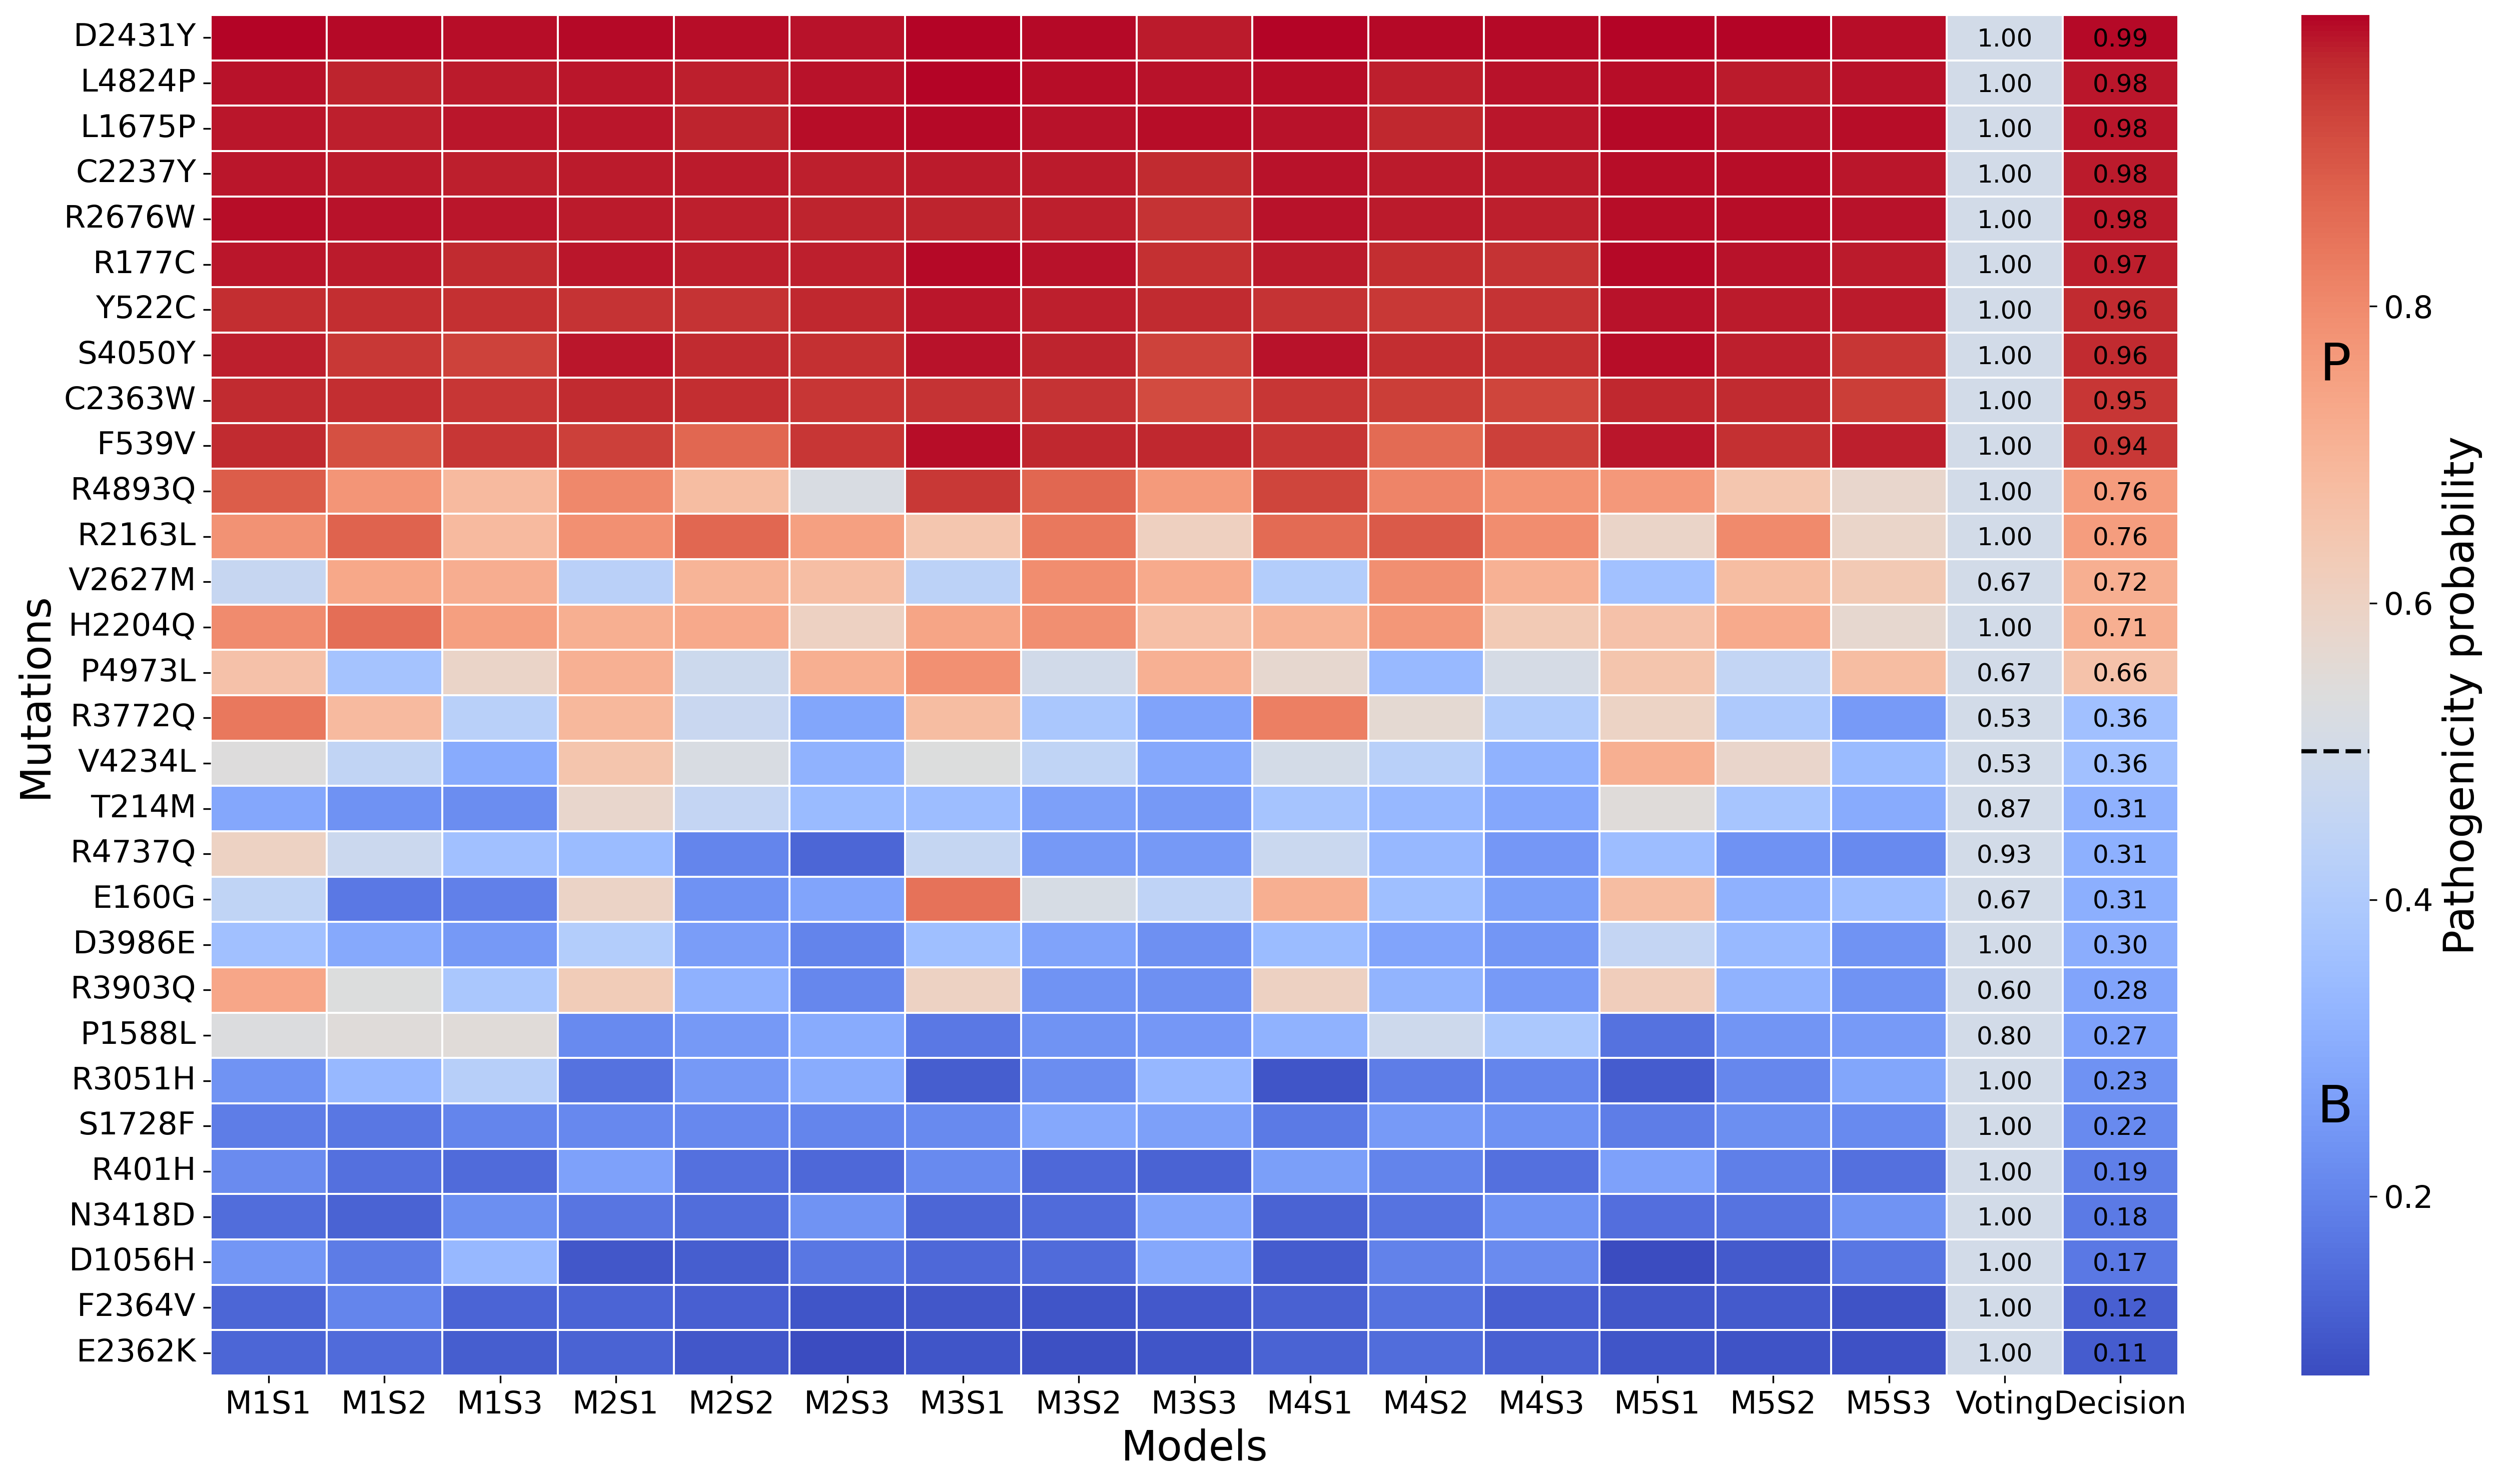 D2431Y 1.00 0.99
L4824P 1.00 0.98
L1675P 1.00 0.98
C2237Y 1.00 0.98
R2676W 1.00 0.98
R177C 1.00 0.97
Y522C 1.00 0.96
S4050Y 1.00 0.96
C2363W 1.00 0.95
F539V 1.00 0.94
R4893Q 1.00 0.76
R2163L 1.00 0.76
V2627M 0.67 0.72
H2204Q 1.00 0.71
P4973L 0.67 0.66
R3772Q 0.53 0.36
V4234L 0.53 0.36
T214M 0.87 0.31
R4737Q 0.93 0.31
E160G 0.67 0.31
D3986E 1.00 0.30
R3903Q 0.60 0.28
P1588L 0.80 0.27
R3051H 1.00 0.23
S1728F 1.00 0.22
R401H 1.00 0.19
N3418D 1.00 0.18
D1056H 1.00 0.17
F2364V 1.00 0.12
E2362K 1.00 0.11
M1S1 M1S2 M1S3 M2S1 M2S2 M2S3 M3S1 M3S2 M3S3 M4S1 M4S2 M4S3 M5S1 M5S2 M5S3 Voting Decision
Models
Mutations
0.8
P
0.6
0.4
B
0.2
Pathogenicity probability